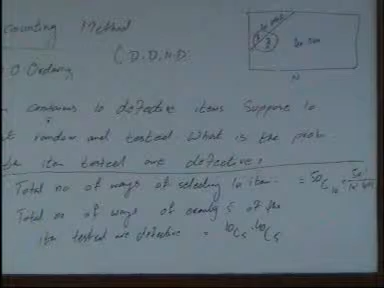 counting Method
( D. D. N. D.
O Ordering
N
contains 10 defective items Suppose 10
random and tested. What is the prob
item tested are defective?
Total no of ways of selecting 10 item = 50C10 =
Total no of ways of exactly 5 of the
item tested are defective = 10C5 . 40C5